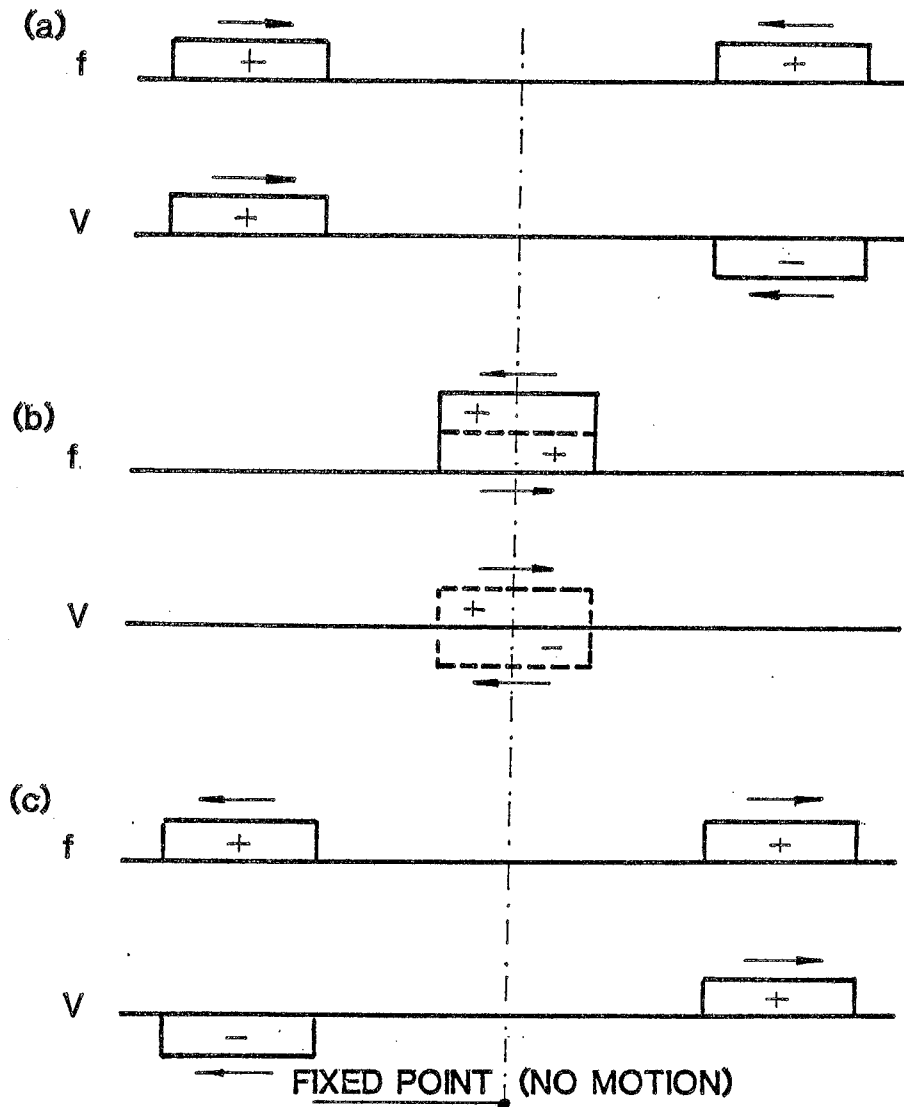 (a)
f + +
V + -
(b)
f. + +
V + -
(c)
f + +
V - +
FIXED POINT (NO MOTION)